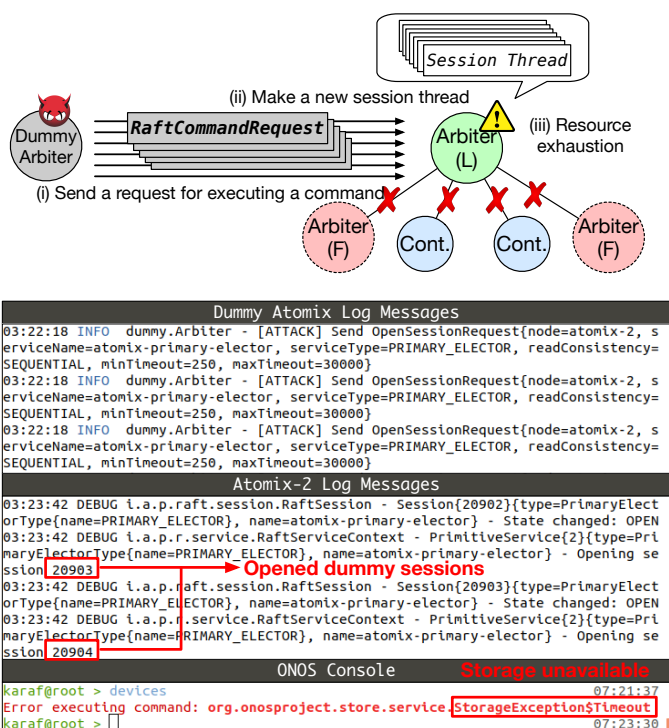 Session Thread
(ii) Make a new session thread
RaftCommandRequest
Dummy
Arbiter
Arbiter
(L)
(iii) Resource
exhaustion
(i) Send a request for executing a command
Arbiter
(F)
Cont.
Cont.
Arbiter
(F)
Dummy Atomix Log Messages
03:22:18 INFO dummy.Arbiter - [ATTACK] Send OpenSessionRequest{node=atomix-2, s
erviceName=atomix-primary-elector, serviceType=PRIMARY_ELECTOR, readConsistency=
SEQUENTIAL, minTimeout=250, maxTimeout=30000}
03:22:18 INFO dummy.Arbiter - [ATTACK] Send OpenSessionRequest{node=atomix-2, s
erviceName=atomix-primary-elector, serviceType=PRIMARY_ELECTOR, readConsistency=
SEQUENTIAL, minTimeout=250, maxTimeout=30000}
03:22:18 INFO dummy.Arbiter - [ATTACK] Send OpenSessionRequest{node=atomix-2, s
erviceName=atomix-primary-elector, serviceType=PRIMARY_ELECTOR, readConsistency=
SEQUENTIAL, minTimeout=250, maxTimeout=30000}
Atomix-2 Log Messages
03:23:42 DEBUG i.a.p.raft.session.RaftSession - Session{20902}{type=PrimaryElect
orType{name=PRIMARY_ELECTOR}, name=atomix-primary-elector} - State changed: OPEN
03:23:42 DEBUG i.a.p.r.service.RaftServiceContext - PrimitiveService{2}{type=Pri
maryElectorType{name=PRIMARY_ELECTOR}, name=atomix-primary-elector} - Opening se
ssion 20903 Opened dummy sessions
03:23:42 DEBUG i.a.p.raft.session.RaftSession - Session{20903}{type=PrimaryElect
orType{name=PRIMARY_ELECTOR}, name=atomix-primary-elector} - State changed: OPEN
03:23:42 DEBUG i.a.p.r.service.RaftServiceContext - PrimitiveService{2}{type=Pri
maryElectorType{name=PRIMARY_ELECTOR}, name=atomix-primary-elector} - Opening se
ssion 20904
ONOS Console Storage unavailable
karaf@root > devices 07:21:37
Error executing command: org.onosproject.store.service.StorageException$Timeout
karaf@root > 07:23:30